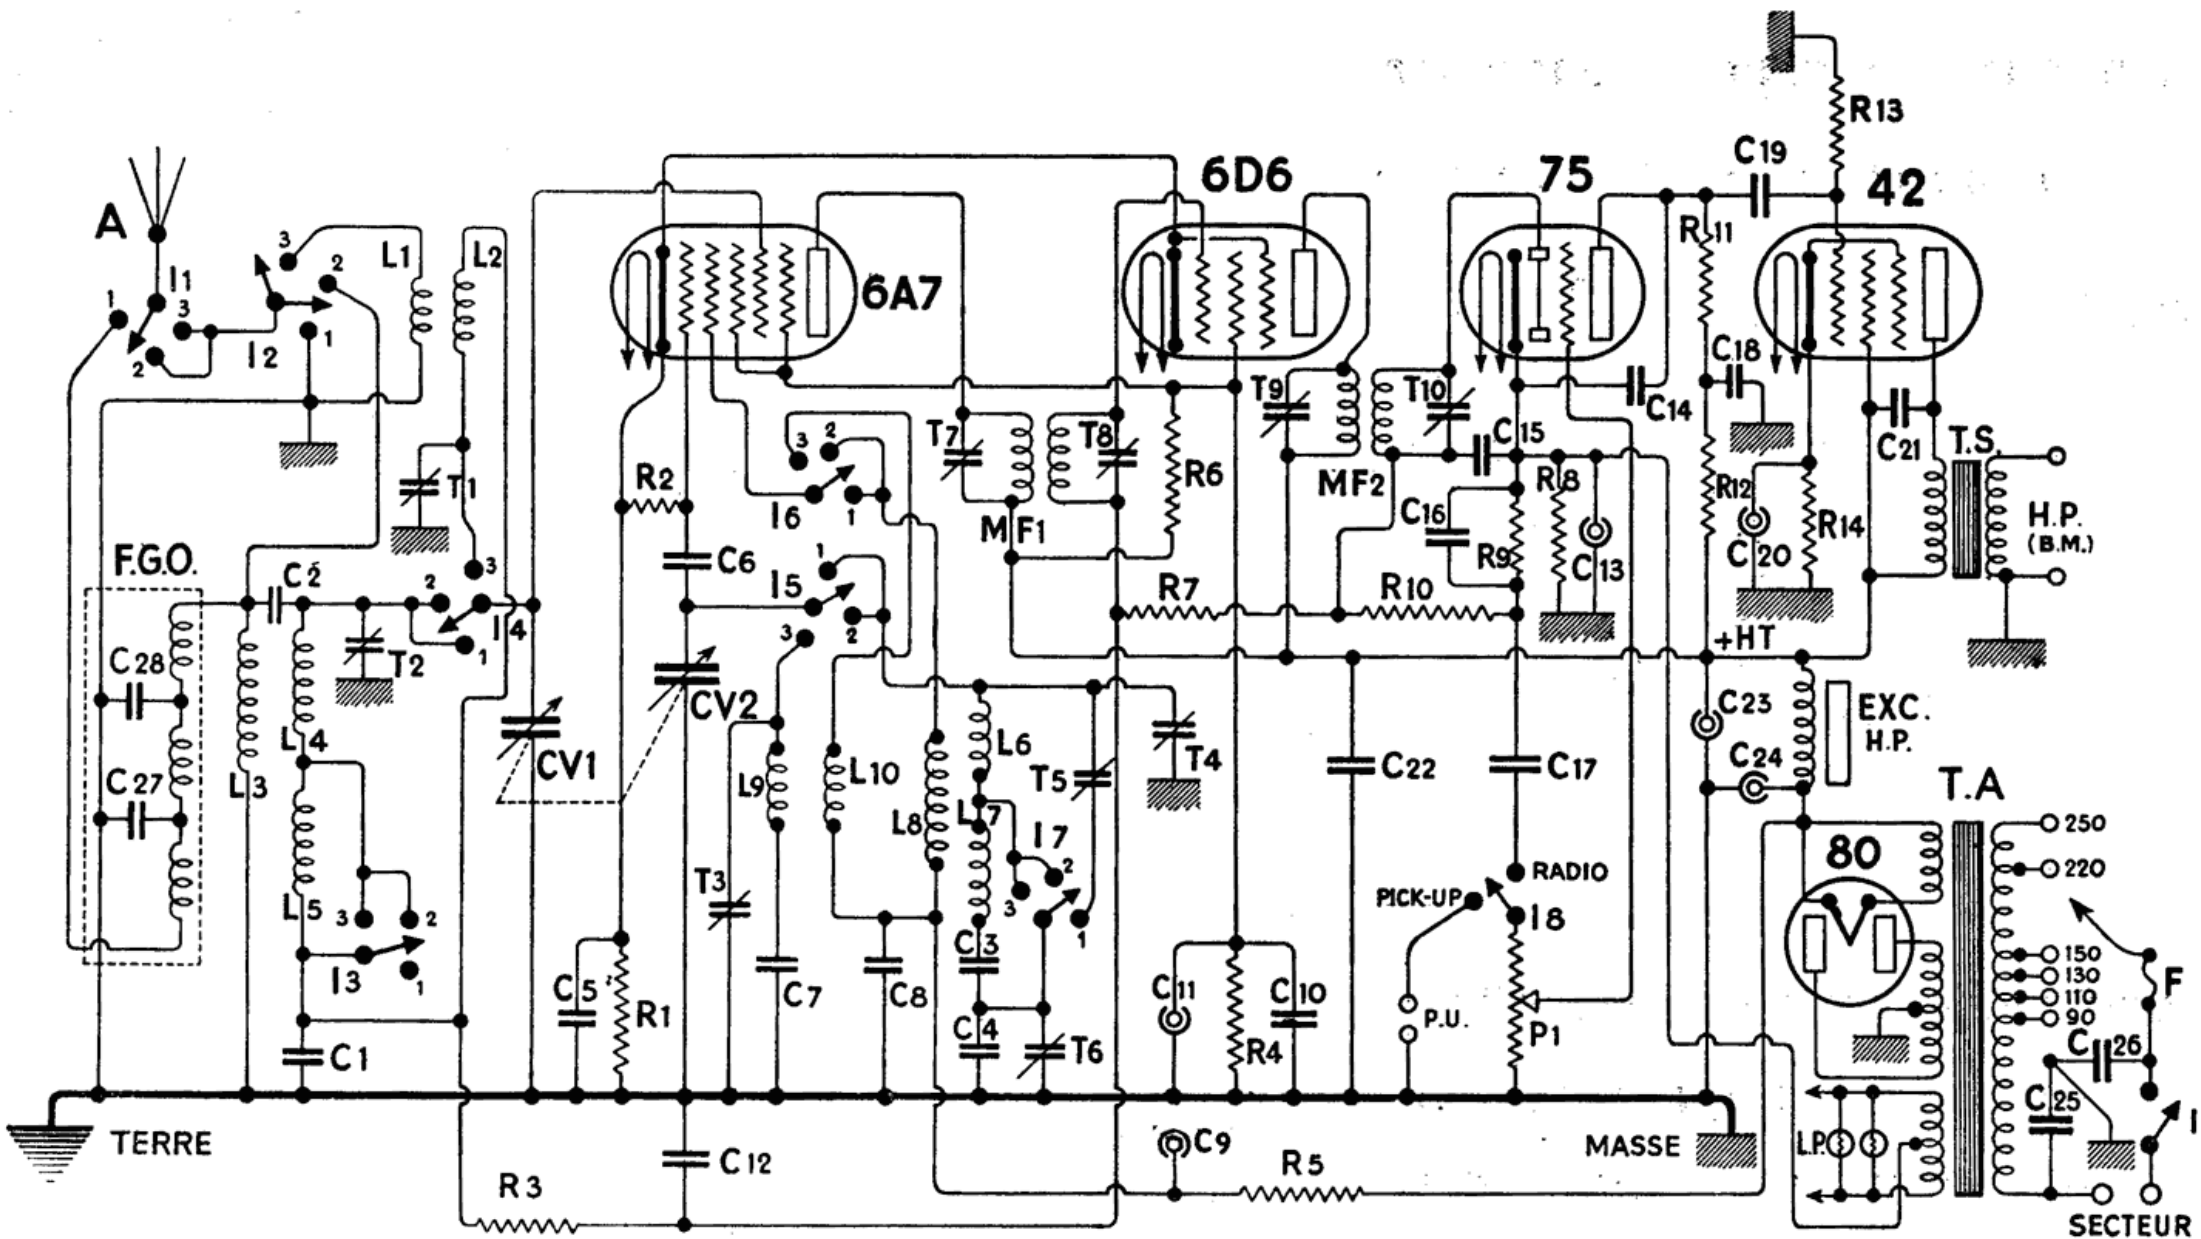 6D6
75
42
R13
C19
A
I1
1
3
2
I2
3
2
1
L1
L2
6A7
R11
C18
C14
T1
T7
T8
MF1
R6
T9
MF2
T10
C15
C16
R8
R9
C13
R12
C20
R14
C21
T.S.
H.P.
(B.M.)
F.G.O.
C2
C28
C27
T2
2
3
1
I4
R2
C6
I6
3
2
1
I5
1
2
3
R7
R10
+HT
CV1
CV2
L3
L4
L5
I3
3
2
1
L9
L10
L8
L6
L7
T5
T4
I7
3
2
1
C22
C17
C23
C24
EXC.
H.P.
T.A
80
250
220
150
130
110
90
F
T3
C5
R1
C7
C8
C3
C4
T6
C11
R4
C10
PICK-UP
RADIO
I8
P.U.
P1
C1
C26
C25
I
L.P.
TERRE
C12
R3
C9
R5
MASSE
SECTEUR